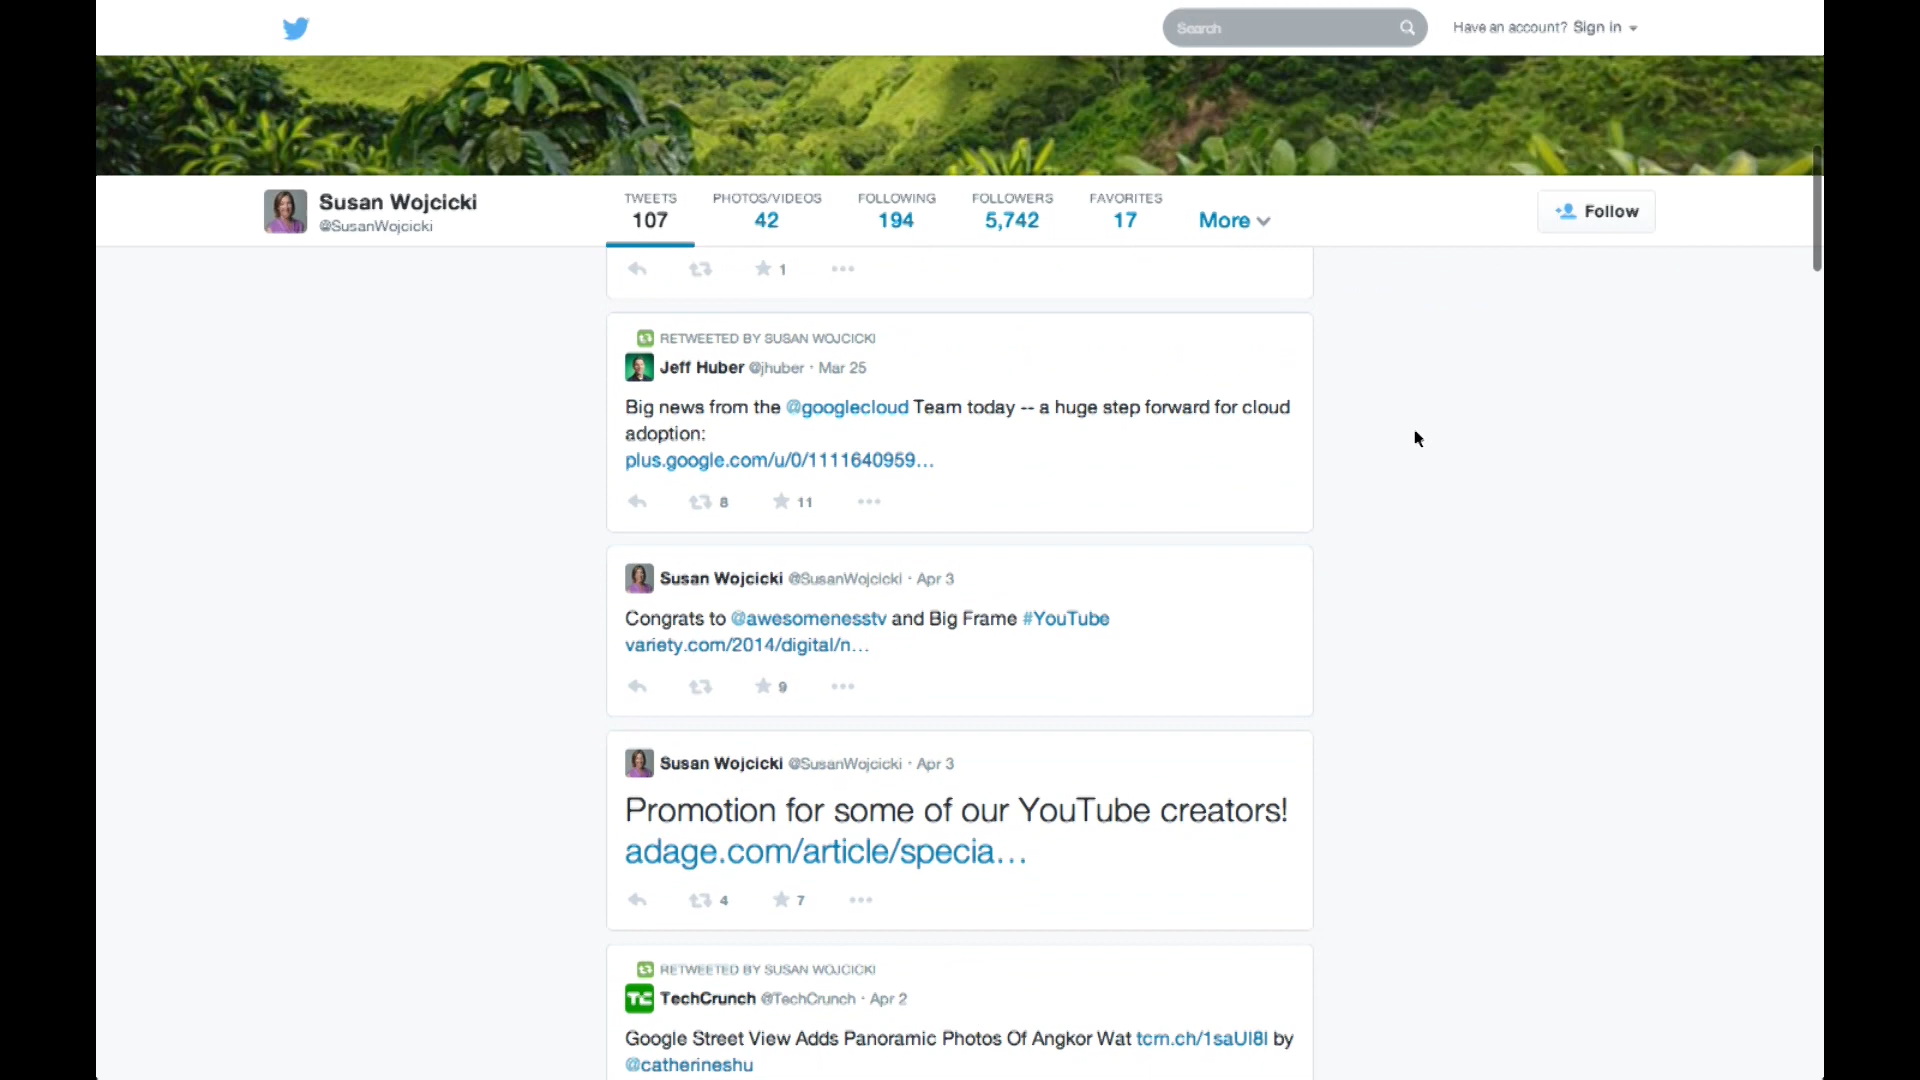 Search
Have an account? Sign in
Susan Wojcicki
@SusanWojcicki
TWEETS
107
PHOTOS/VIDEOS
42
FOLLOWING
194
FOLLOWERS
5,742
FAVORITES
17
More
Follow
1
RETWEETED BY SUSAN WOJCICKI
Jeff Huber @jhuber · Mar 25
Big news from the @googlecloud Team today -- a huge step forward for cloud
adoption:
plus.google.com/u/0/1111640959...
8 11
Susan Wojcicki @SusanWojcicki · Apr 3
Congrats to @awesomenesstv and Big Frame #YouTube
variety.com/2014/digital/n...
9
Susan Wojcicki @SusanWojcicki · Apr 3
Promotion for some of our YouTube creators!
adage.com/article/specia...
4 7
RETWEETED BY SUSAN WOJCICKI
TC TechCrunch @TechCrunch · Apr 2
Google Street View Adds Panoramic Photos Of Angkor Wat tcrn.ch/1saUl8l by
@catherineshu